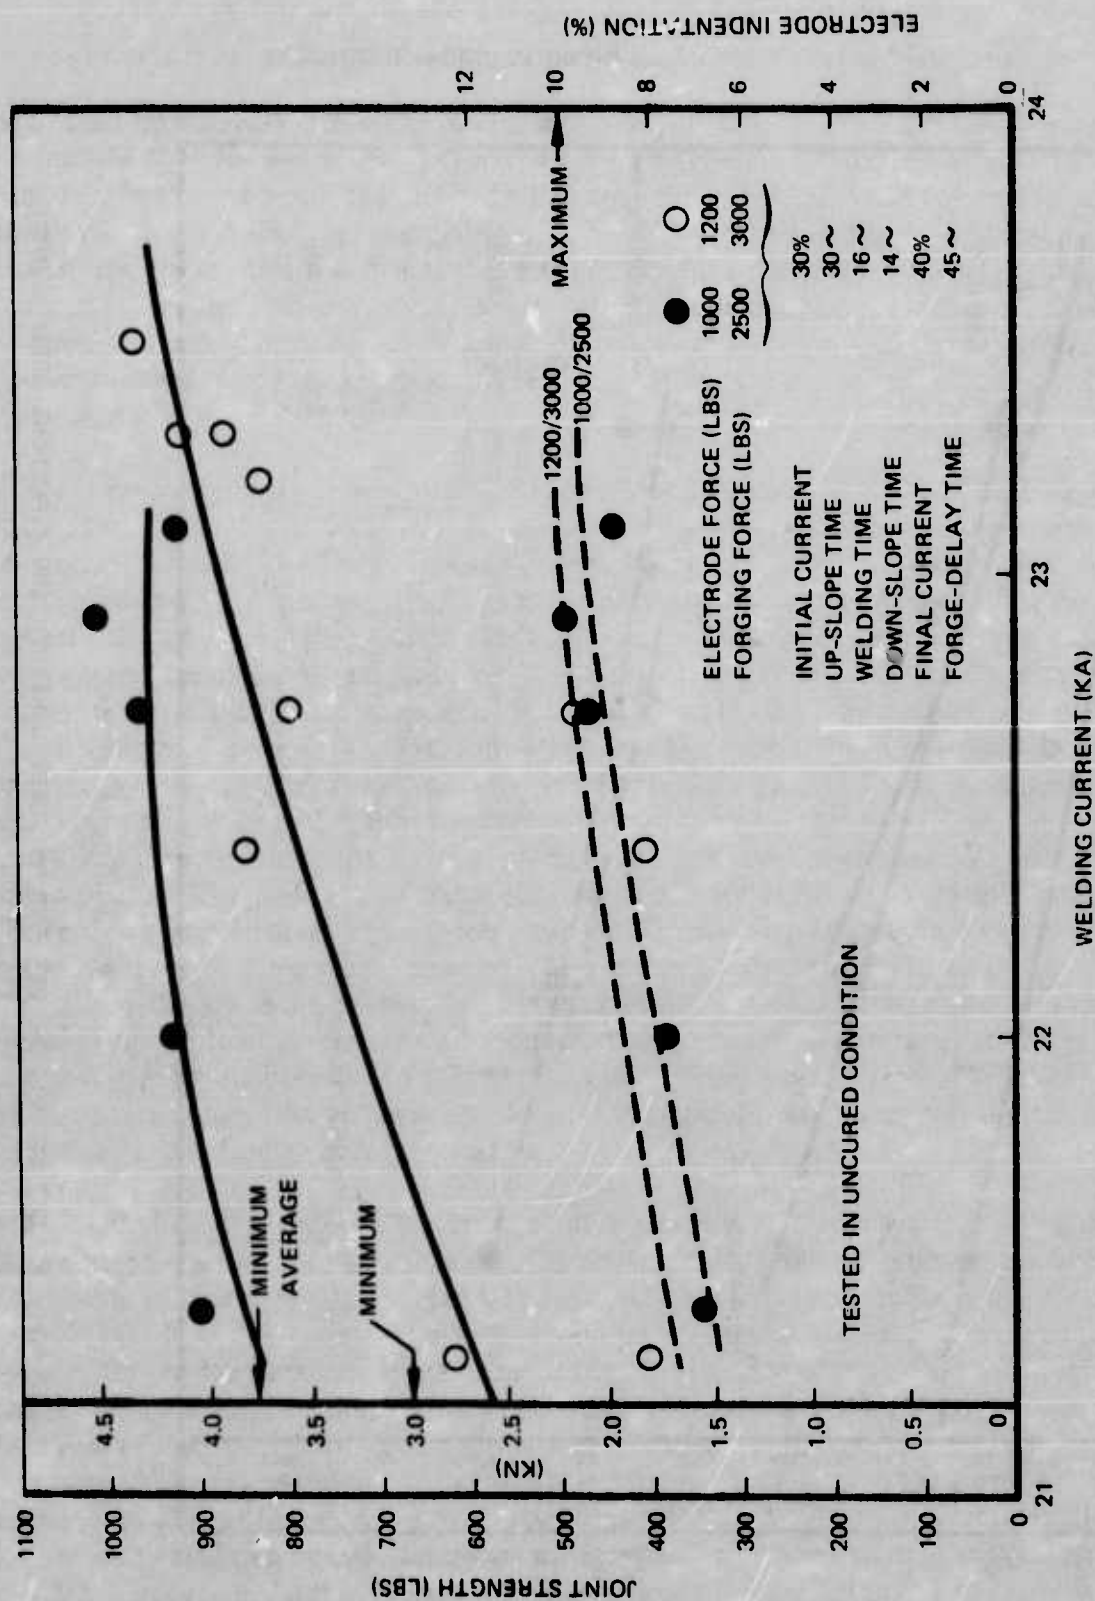 JOINT STRENGTH (LBS)
1100
1000
900
800
700
600
500
400
300
200
100
0
(KN)
4.5
4.0
3.5
3.0
2.5
2.0
1.5
1.0
0.5
0
MINIMUM
AVERAGE
MINIMUM
1200/3000
1000/2500
MAXIMUM
ELECTRODE INDENTATION (%)
12
10
8
6
4
2
0
ELECTRODE FORCE (LBS) 1000 1200
FORGING FORCE (LBS) 2500 3000
INITIAL CURRENT 30%
UP-SLOPE TIME 30~
WELDING TIME 16~
DOWN-SLOPE TIME 14~
FINAL CURRENT 40%
FORGE-DELAY TIME 45~
TESTED IN UNCURED CONDITION
21 22 23 24
WELDING CURRENT (KA)